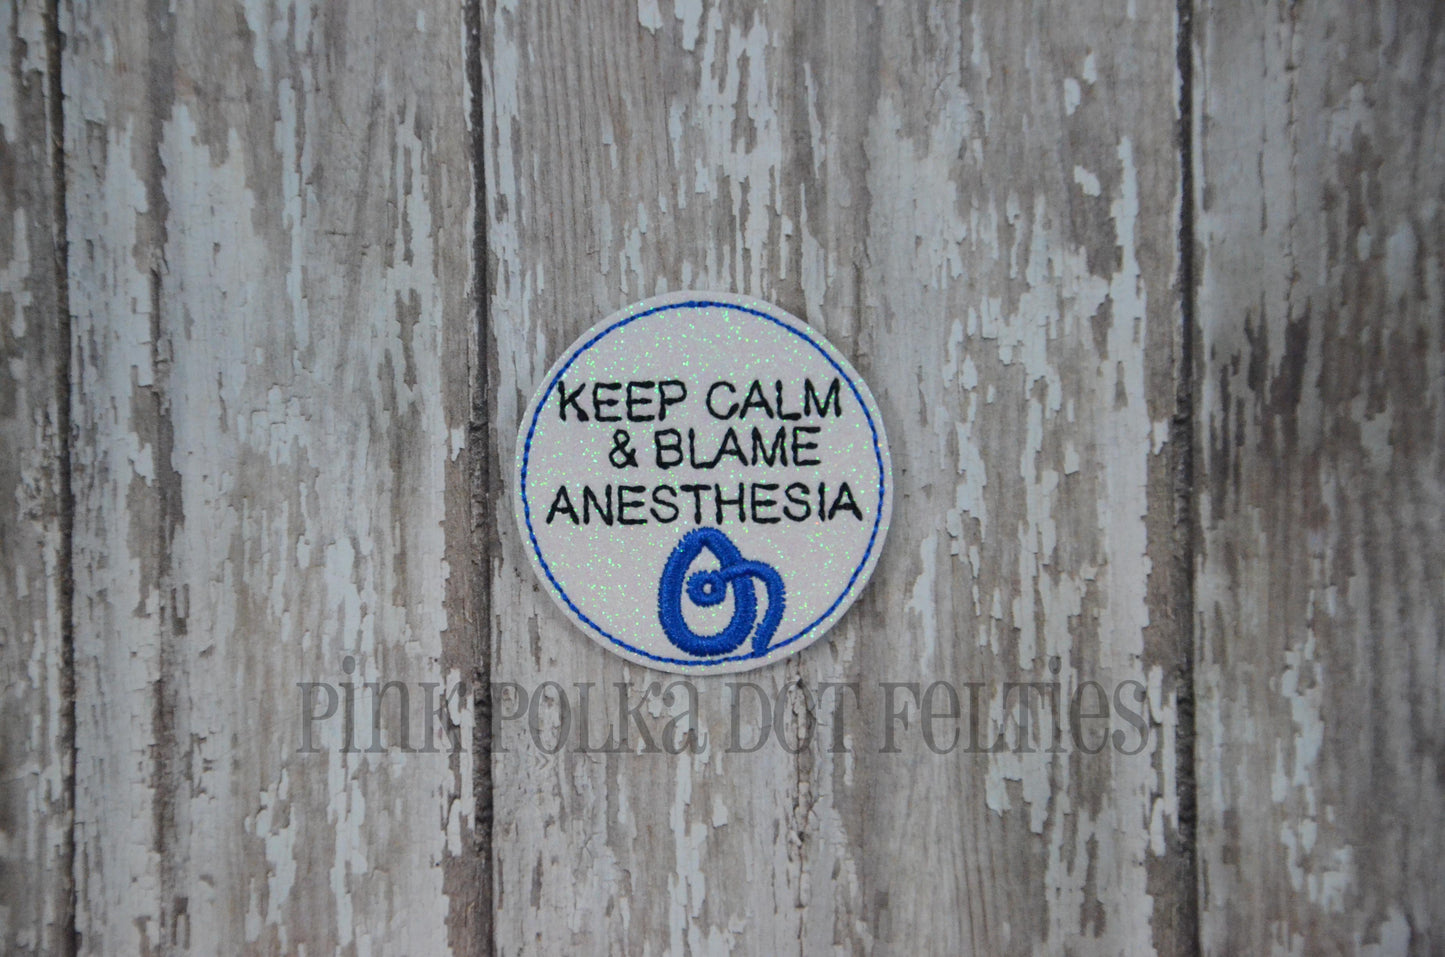 KEEP CALM
& BLAME
ANESTHESIA
Pink Polka Dot Felties